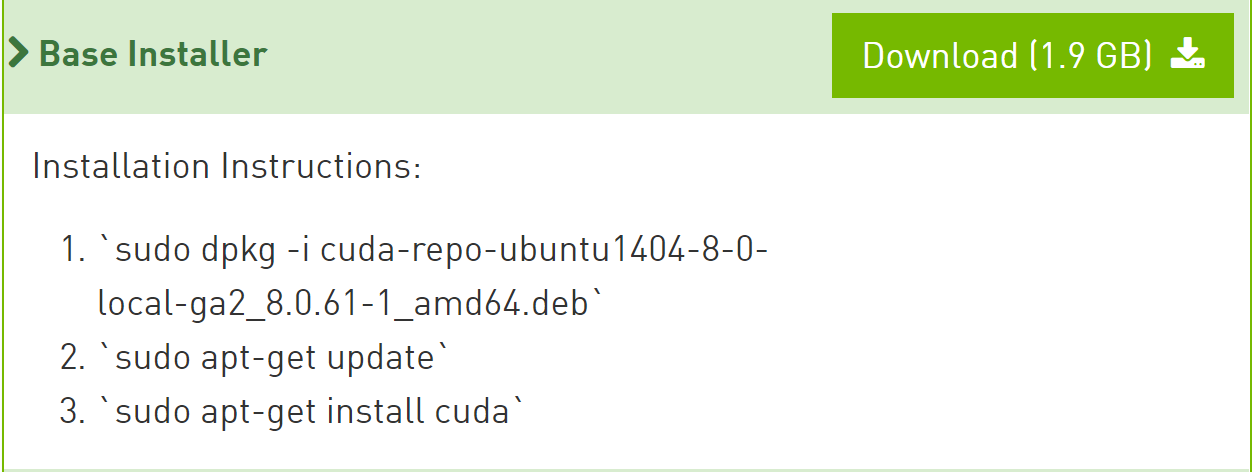 Base Installer
Download (1.9 GB)
Installation Instructions:
1. `sudo dpkg -i cuda-repo-ubuntu1404-8-0-
local-ga2_8.0.61-1_amd64.deb`
2. `sudo apt-get update`
3. `sudo apt-get install cuda`